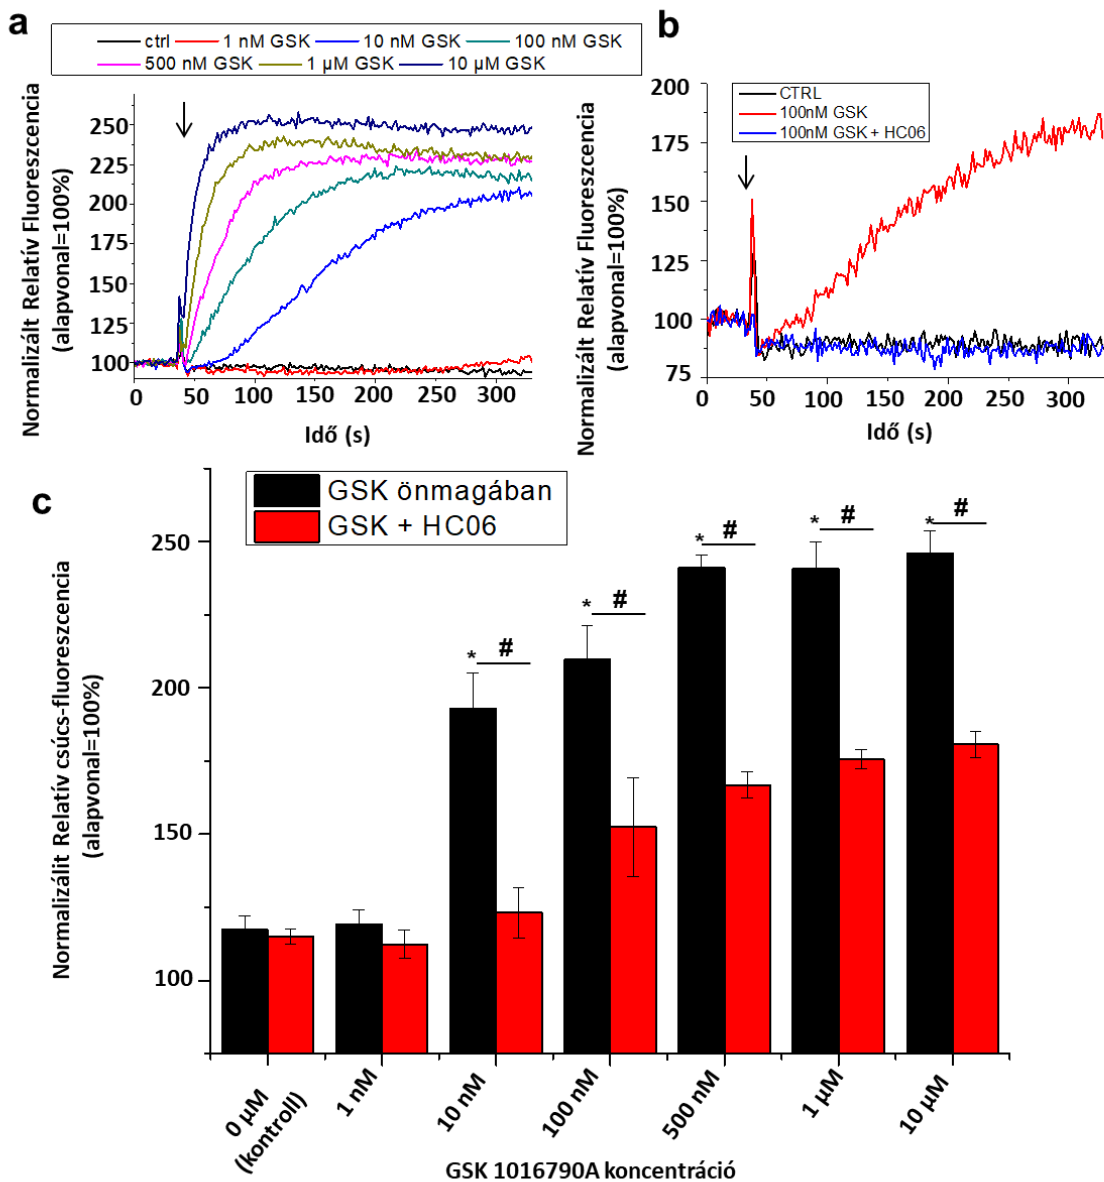 a
ctrl 1 nM GSK 10 nM GSK 100 nM GSK
500 nM GSK 1 µM GSK 10 µM GSK
Normalizált Relatív Fluoreszcencia
(alapvonal=100%)
250
225
200
175
150
125
100
0 50 100 150 200 250 300
Idő (s)
b
CTRL
100nM GSK
100nM GSK + HC06
Normalizált Relatív Fluoreszcencia
(alapvonal=100%)
200
175
150
125
100
75
0 50 100 150 200 250 300
Idő (s)
c
GSK önmagában
GSK + HC06
Normalizálit Relatív csúcs-fluoreszcencia
(alapvonal=100%)
250
200
150
100
* #
* #
* #
* #
* #
0 µM
(kontroll)
1 nM
10 nM
100 nM
500 nM
1 µM
10 µM
GSK 1016790A koncentráció